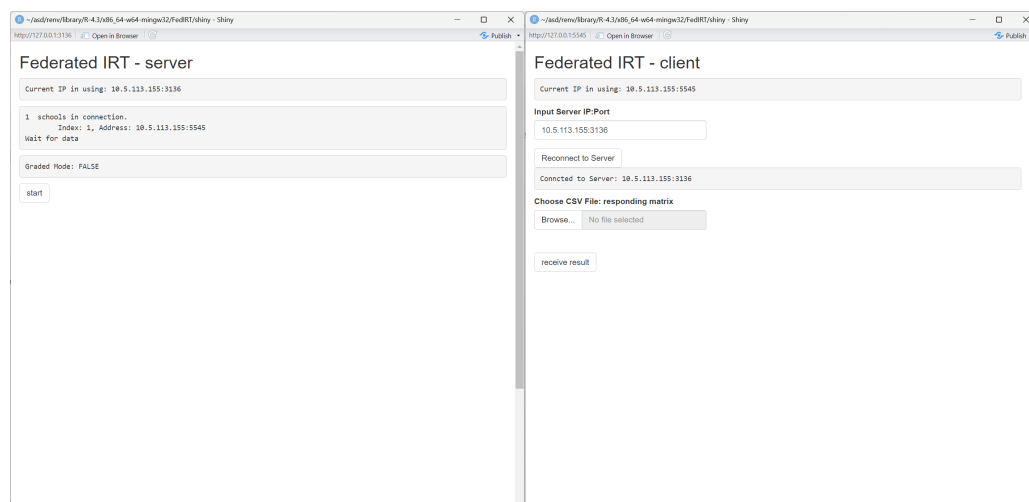 ~/asd/renv/library/R-4.3/x86_64-w64-mingw32/FedIRT/shiny - Shiny
http://127.0.0.1:3136 Open in Browser Publish
Federated IRT - server
Current IP in using: 10.5.113.155:3136
1 schools in connection.
Index: 1, Address: 10.5.113.155:5545
Wait for data
Graded Mode: FALSE
start
~/asd/renv/library/R-4.3/x86_64-w64-mingw32/FedIRT/shiny - Shiny
http://127.0.0.1:5545 Open in Browser Publish
Federated IRT - client
Current IP in using: 10.5.113.155:5545
Input Server IP:Port
10.5.113.155:3136
Reconnect to Server
Conncted to Server: 10.5.113.155:3136
Choose CSV File: responding matrix
Browse... No file selected
receive result